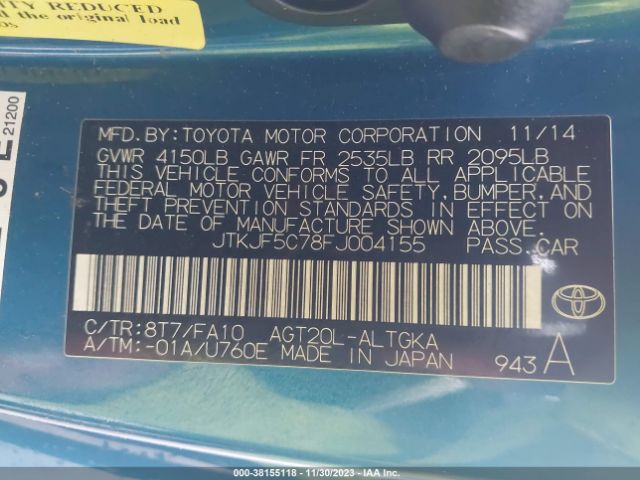 ITY REDUCED
d the original load
21200
MFD.BY:TOYOTA MOTOR CORPORATION 11/14
GVWR 4150LB GAWR FR 2535LB RR 2095LB
THIS VEHICLE CONFORMS TO ALL APPLICABLE
FEDERAL MOTOR VEHICLE SAFETY,BUMPER,AND
THEFT PREVENTION STANDARDS IN EFFECT ON
THE DATE OF MANUFACTURE SHOWN ABOVE.
JTKJF5C78FJ004155 PASS.CAR
C/TR:8T7/FA10 AGT20L-ALTGKA
A/TM:-01A/U760E MADE IN JAPAN 943 A
000-38155118 - 11/30/2023 - IAA Inc.